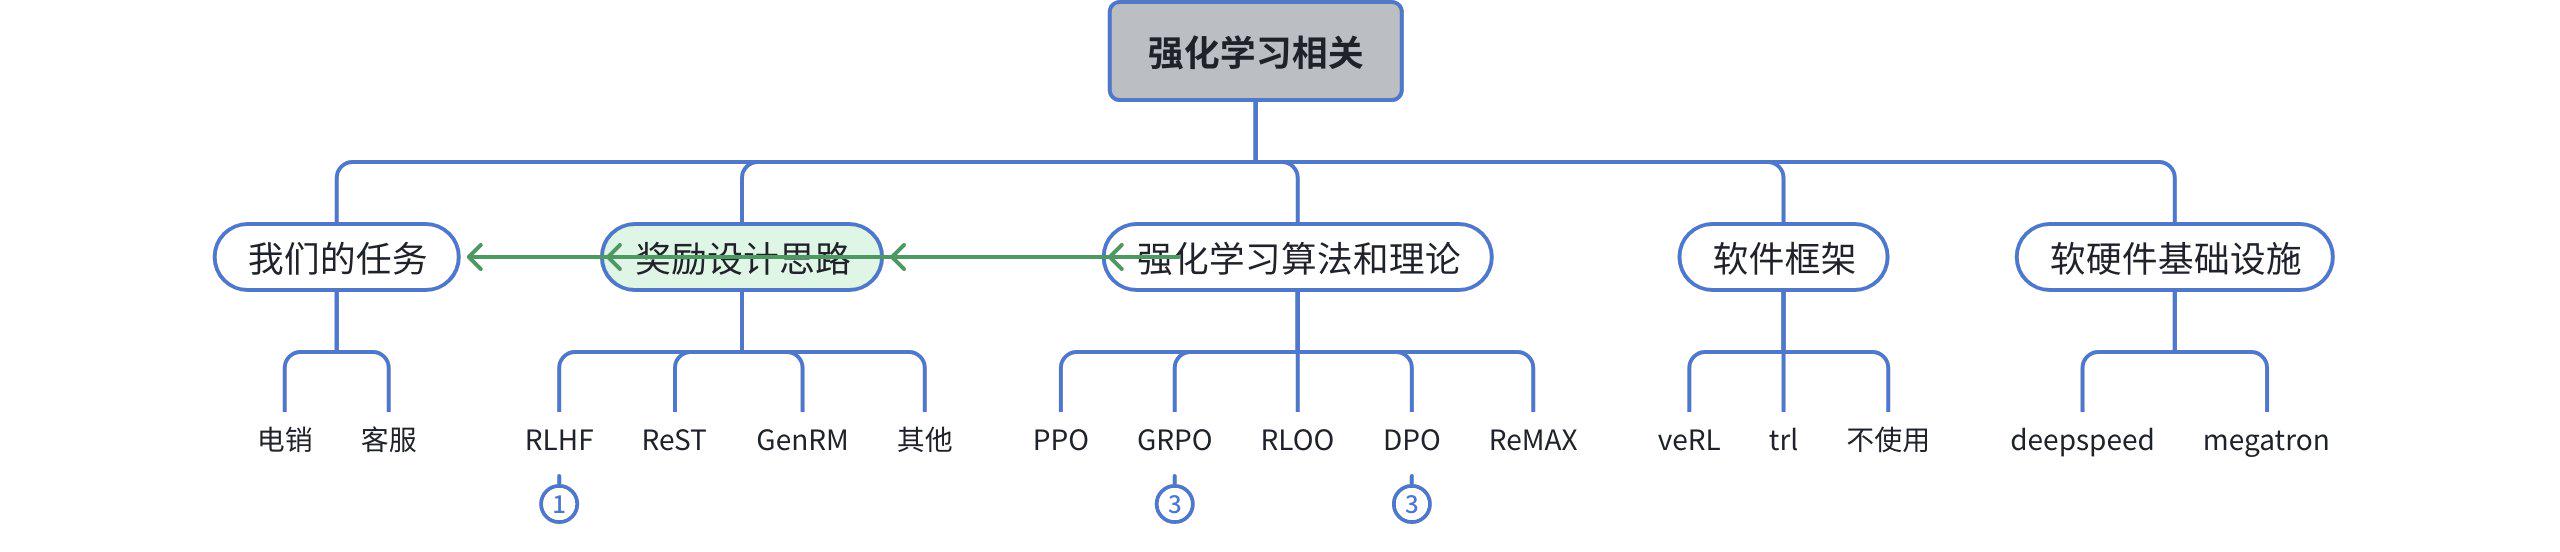 强化学习相关
我们的任务
奖励设计思路
强化学习算法和理论
软件框架
软硬件基础设施
电销
客服
RLHF
ReST
GenRM
其他
PPO
GRPO
RLOO
DPO
ReMAX
veRL
trl
不使用
deepspeed
megatron
1
3
3